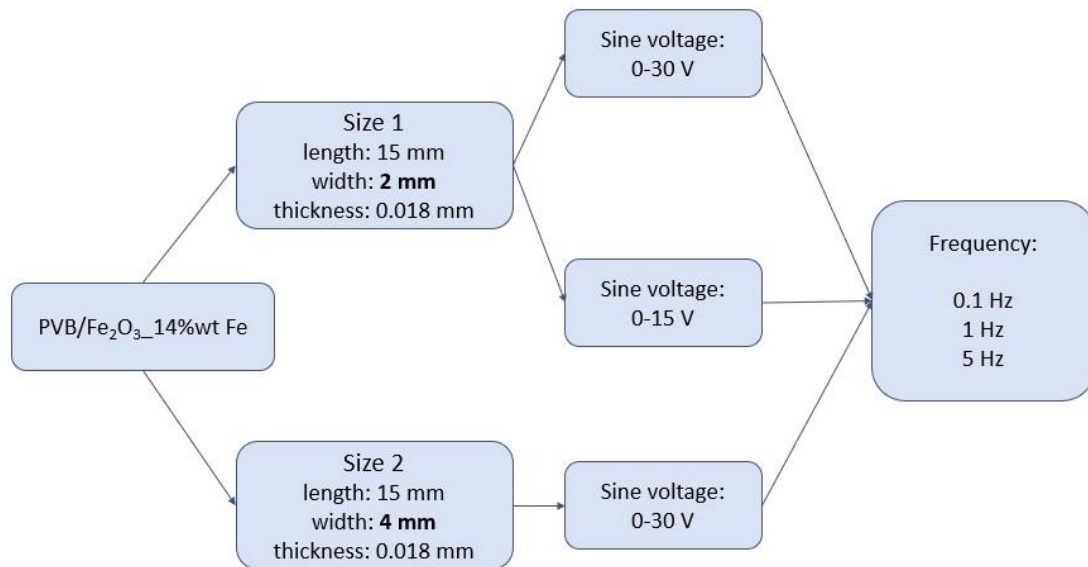 PVB/Fe₂O₃_14%wt Fe
Size 1
length: 15 mm
width: 2 mm
thickness: 0.018 mm
Size 2
length: 15 mm
width: 4 mm
thickness: 0.018 mm
Sine voltage:
0-30 V
Sine voltage:
0-15 V
Sine voltage:
0-30 V
Frequency:
0.1 Hz
1 Hz
5 Hz